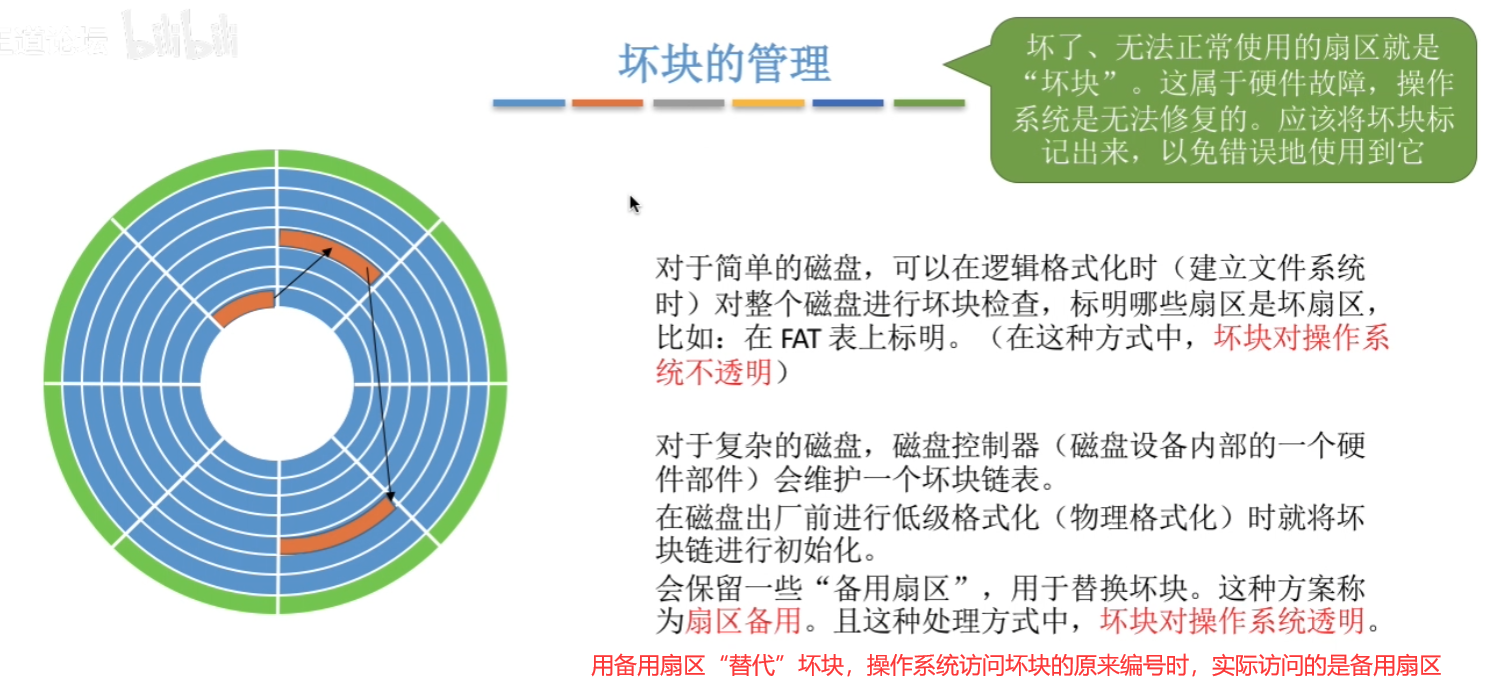 坏块的管理
坏了、无法正常使用的扇区就是
“坏块”。这属于硬件故障，操作
系统是无法修复的。应该将坏块标
记出来，以免错误地使用到它
对于简单的磁盘，可以在逻辑格式化时（建立文件系统
时）对整个磁盘进行坏块检查，标明哪些扇区是坏扇区，
比如：在 FAT 表上标明。（在这种方式中，坏块对操作系
统不透明）
对于复杂的磁盘，磁盘控制器（磁盘设备内部的一个硬
件部件）会维护一个坏块链表。
在磁盘出厂前进行低级格式化（物理格式化）时就将坏
块链进行初始化。
会保留一些“备用扇区”，用于替换坏块。这种方案称
为扇区备用。且这种处理方式中，坏块对操作系统透明。
用备用扇区“替代”坏块，操作系统访问坏块的原来编号时，实际访问的是备用扇区